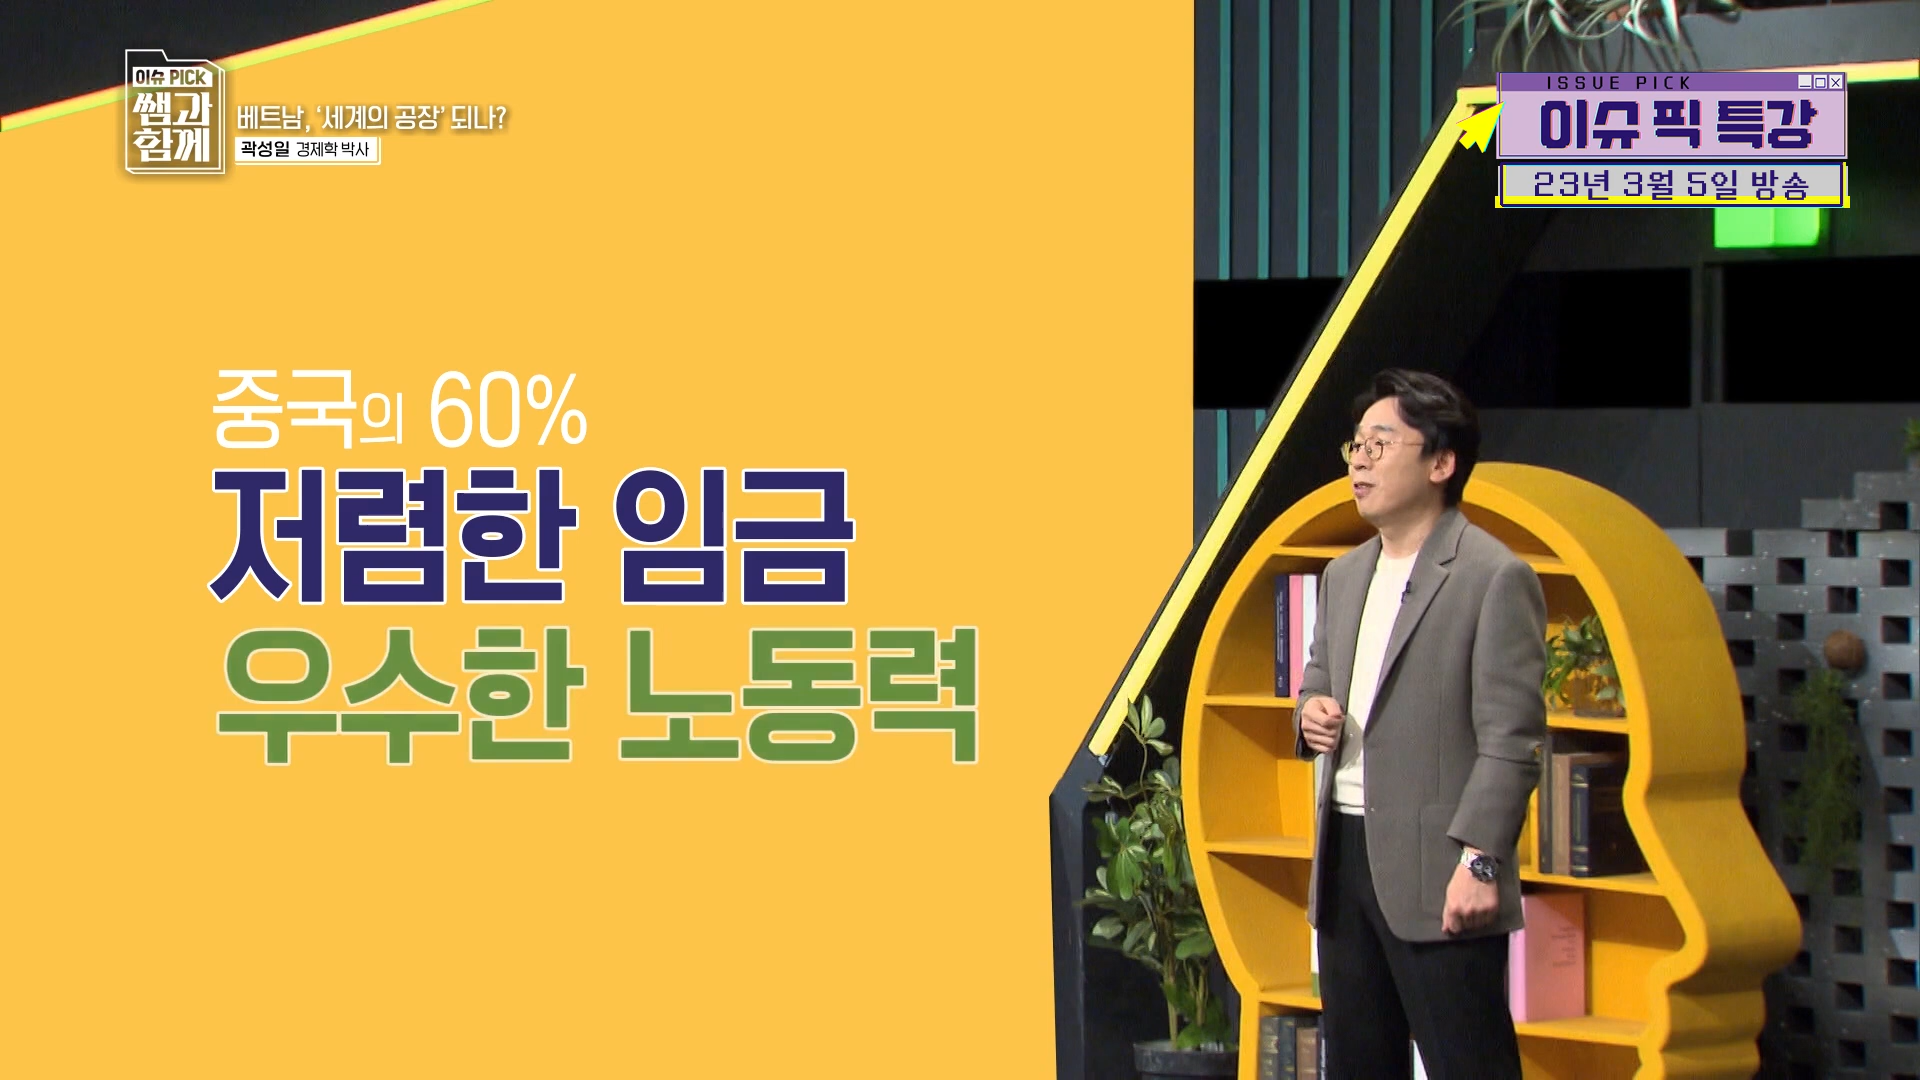 이슈 PICK
쌤과
함께
베트남, ‘세계의 공장’ 되나?
곽성일 경제학 박사
ISSUE PICK
이슈 픽 특강
23년 3월 5일 방송
중국의 60%
저렴한 임금
우수한 노동력